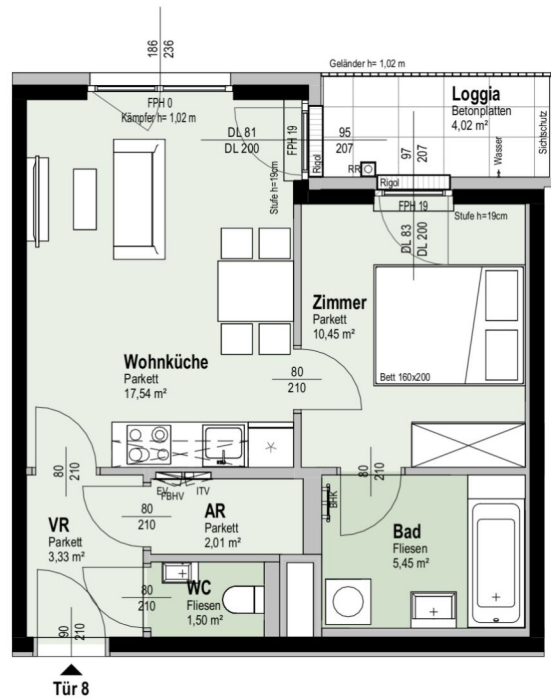 186
236
Geländer h= 1,02 m
FPH 0
Kämpfer h= 1,02 m
DL 81
DL 200
FPH 19
Rigol
95
207
Loggia
Betonplatten
4,02 m²
Sichtschutz
Wasser
97
207
RR
Rigol
FPH 19
Stufe h=19cm
Stufe h=19cm
DL 83
DL 200
Zimmer
Parkett
10,45 m²
Wohnküche
Parkett
17,54 m²
80
210
Bett 160x200
80
210
80
210
EV
FBHV
ITV
BHK
VR
Parkett
3,33 m²
80
210
AR
Parkett
2,01 m²
Bad
Fliesen
5,45 m²
80
210
WC
Fliesen
1,50 m²
90
210
Tür 8